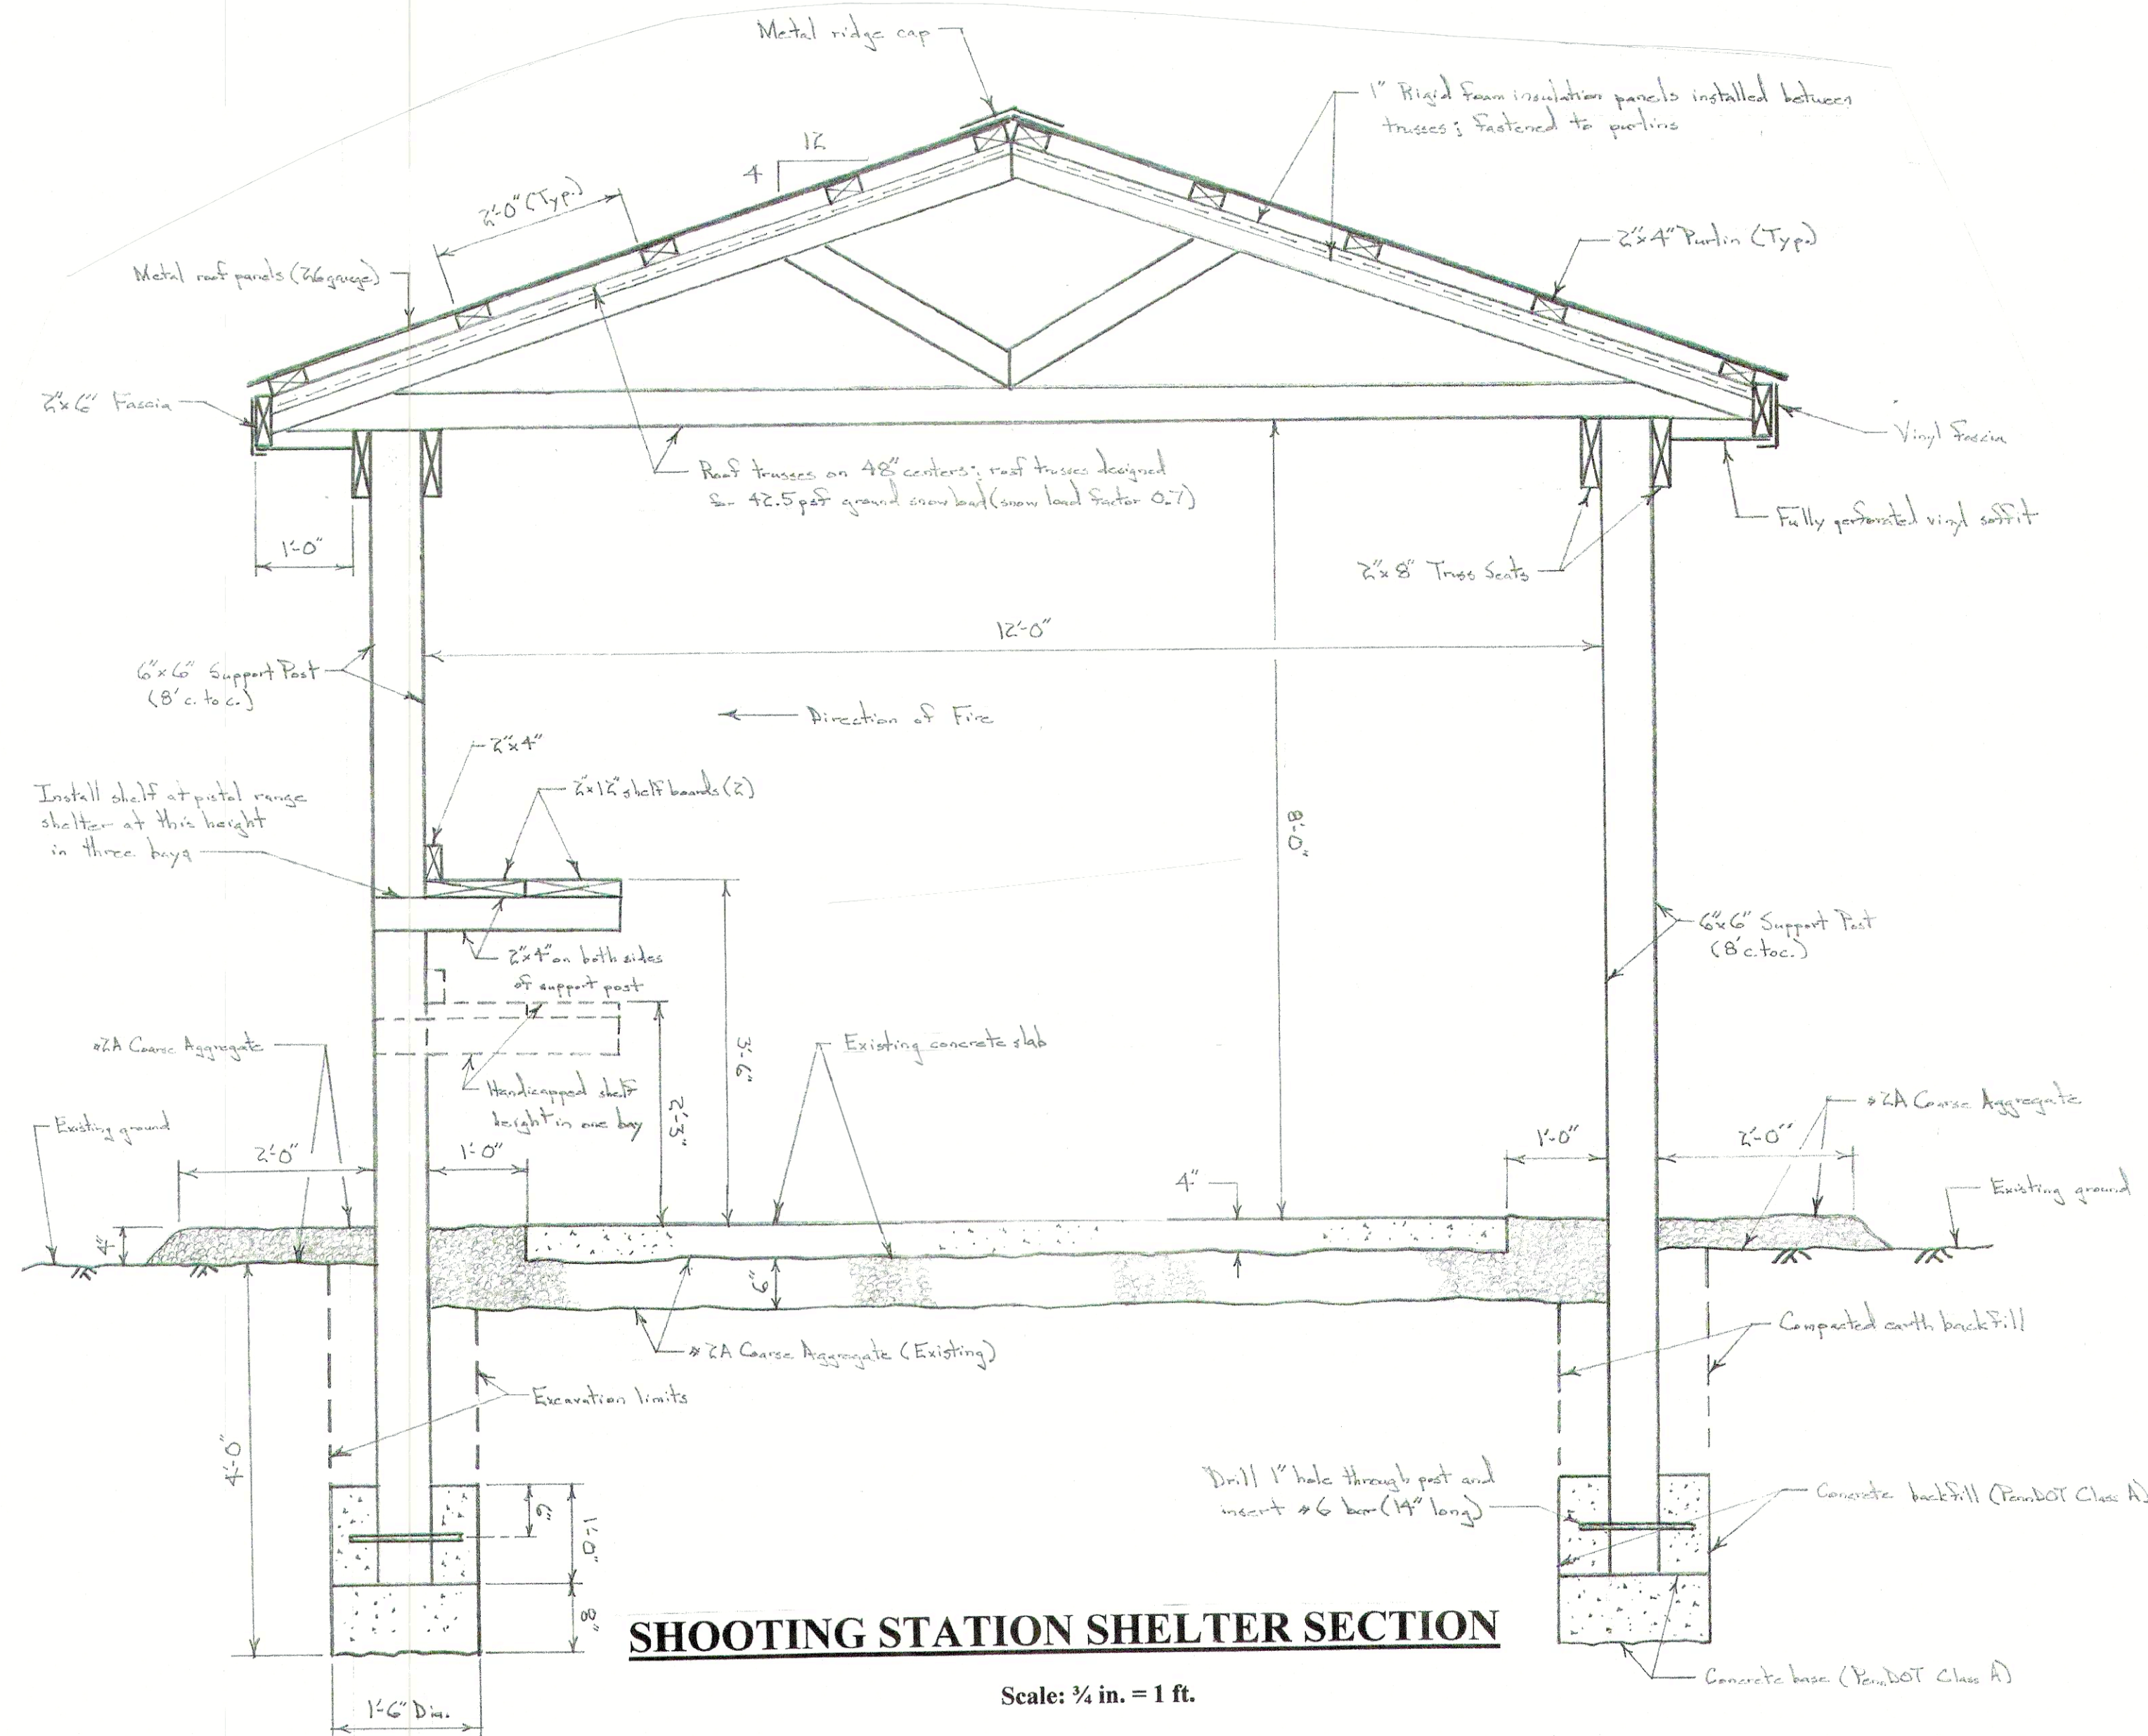 Metal ridge cap
1" Rigid foam insulation panels installed between
trusses; fastened to purlins
12
4
2'-0" (Typ.)
2"x4" Purlin (Typ.)
Metal roof panels (26 gauge)
2"x6" Fascia
Vinyl fascia
Roof trusses on 48" centers; roof trusses designed
for 42.5 psf ground snow load (snow load factor 0.7)
Fully perforated vinyl soffit
1'-0"
2"x8" Truss Seats
12'-0"
6"x6" Support Post
(8' c. to c.)
Direction of Fire
2"x4"
2"x12" shelf boards (2)
Install shelf at pistol range
shelter at this height
in three bays
8'-0"
6"x6" Support Post
(8' c. to c.)
2"x4" on both sides
of support post
3'-6"
#2A Coarse Aggregate
Existing concrete slab
Handicapped shelf
height in one bay
2'-3"
#2A Coarse Aggregate
Existing ground
2'-0"
1'-0"
1'-0"
2'-0"
4"
Existing ground
4"
6"
Compacted earth backfill
#2A Coarse Aggregate (Existing)
Excavation limits
4'-0"
Drill 1" hole through post and
insert #6 bar (14" long)
Concrete backfill (PennDOT Class A)
6"
1'-0"
8"
SHOOTING STATION SHELTER SECTION
Concrete base (PennDOT Class A)
Scale: ¾ in. = 1 ft.
1'-6" Dia.